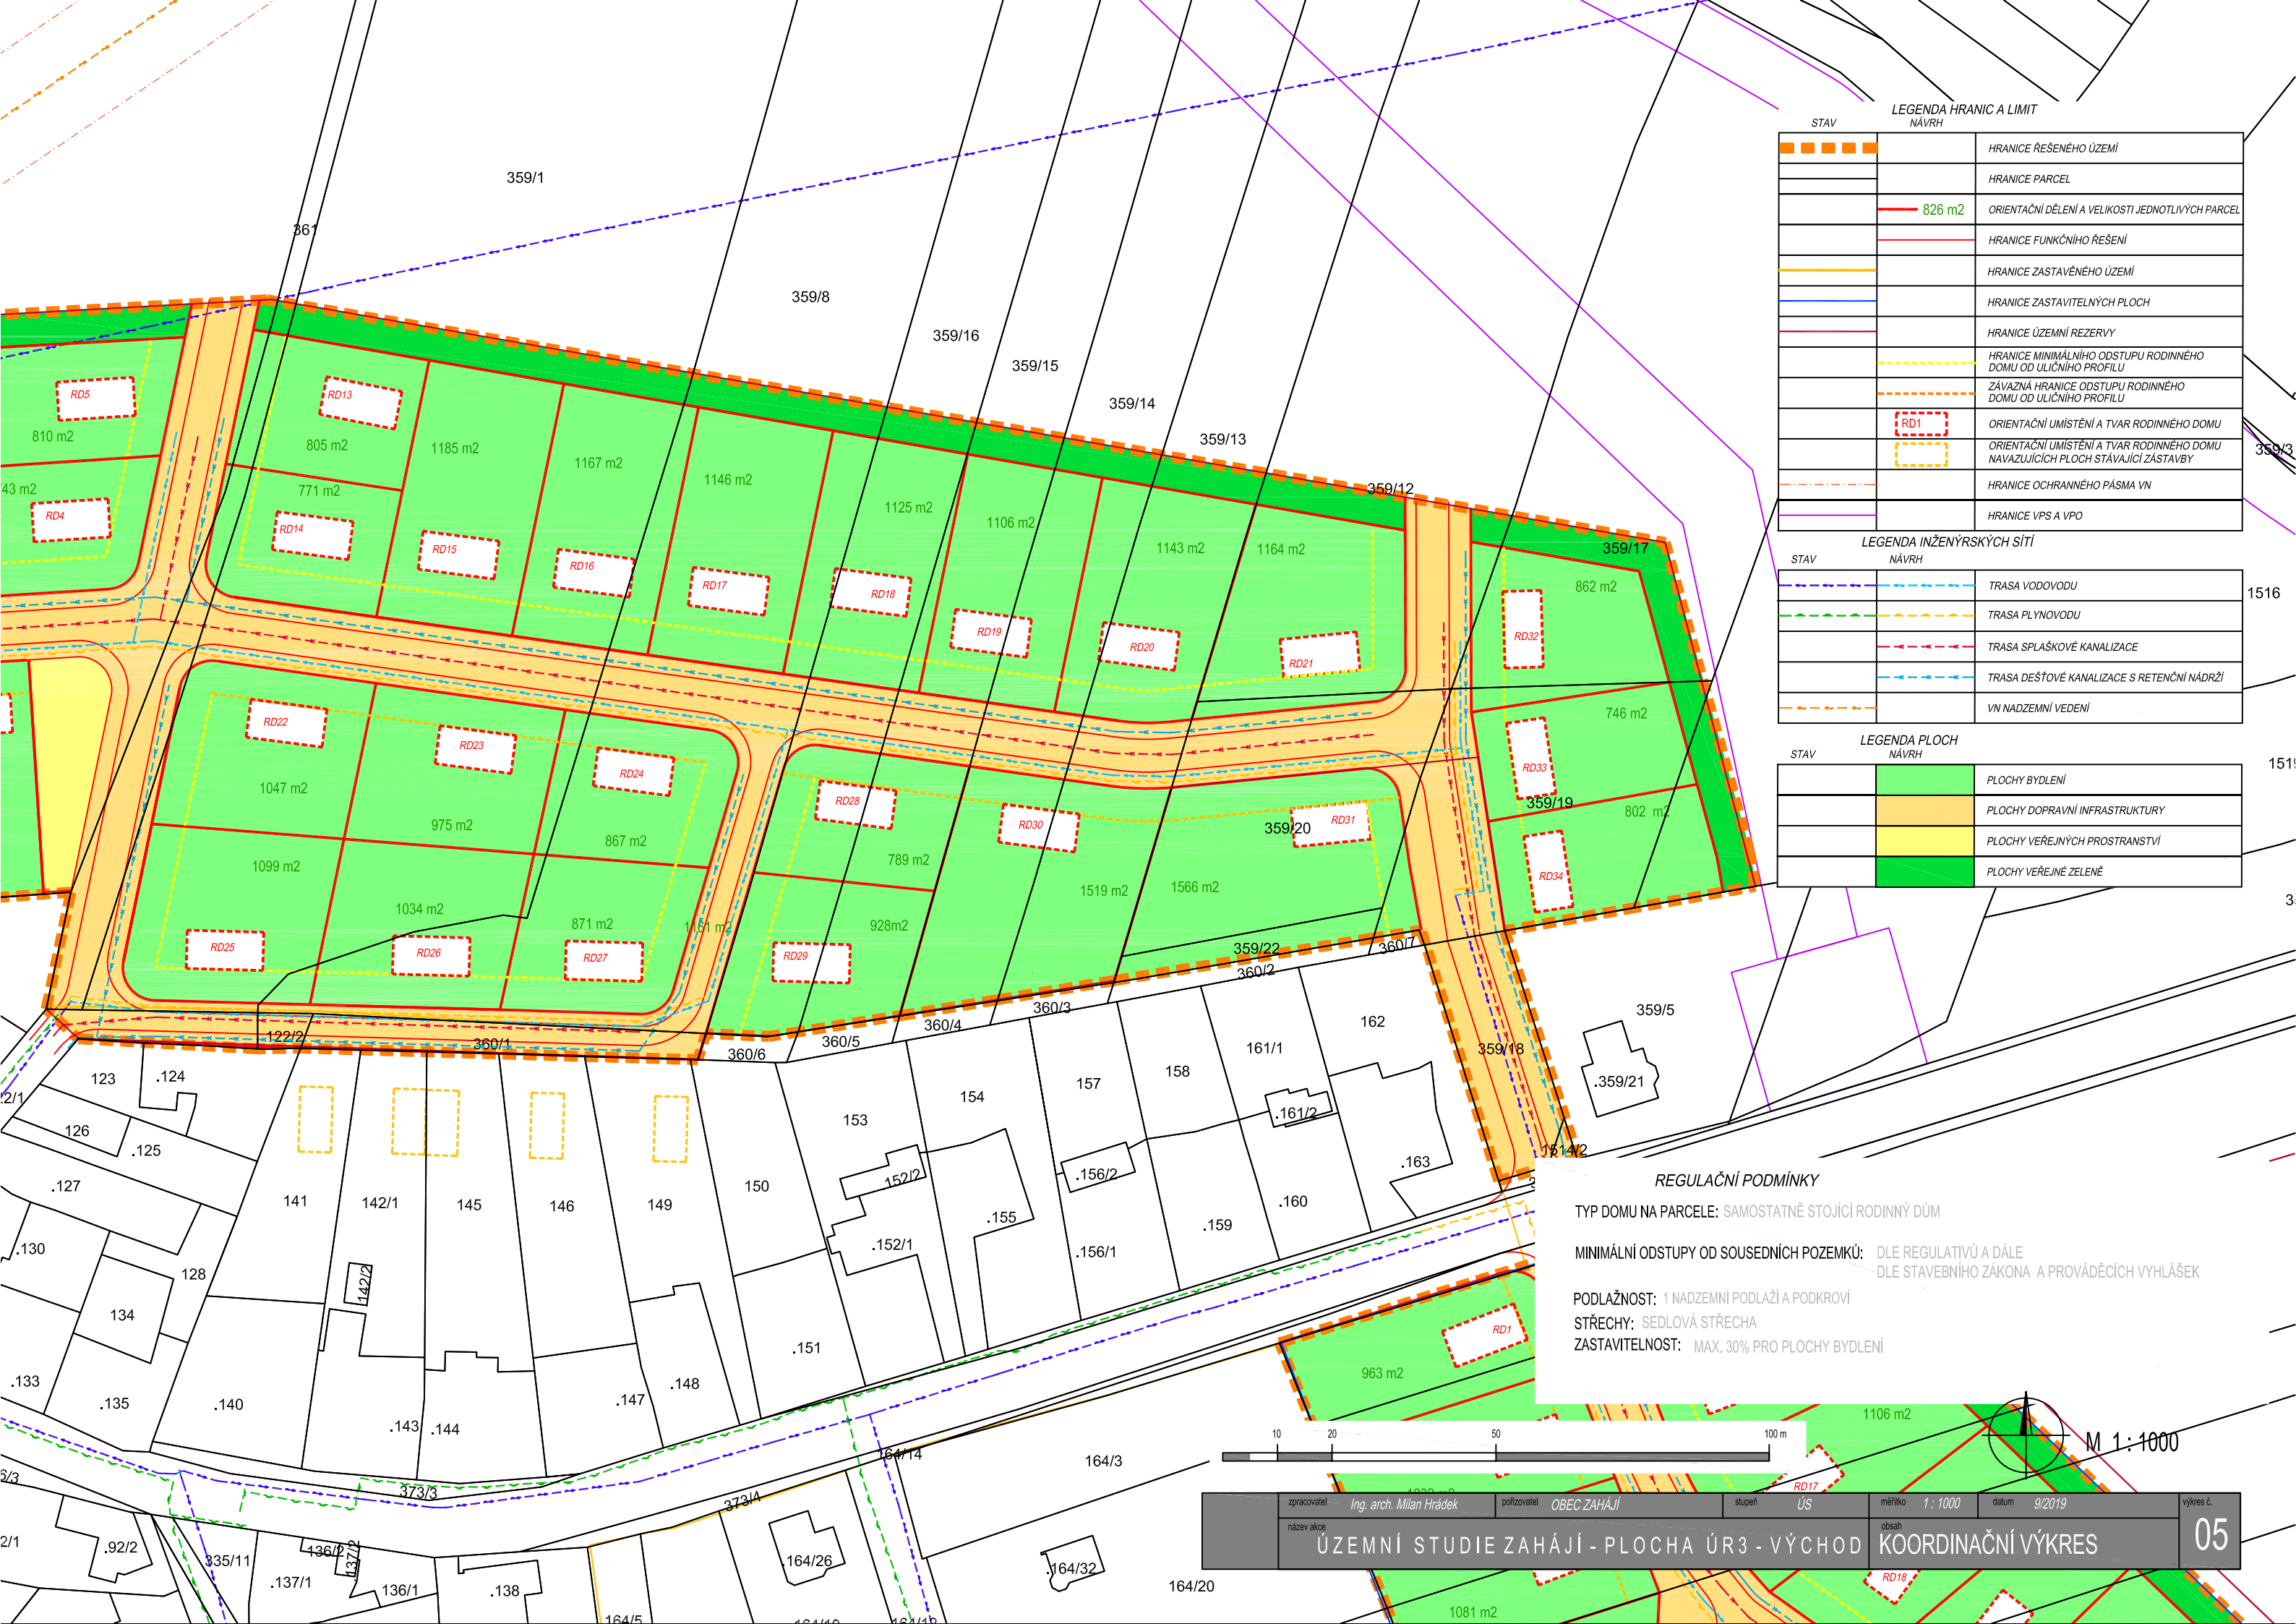 LEGENDA HRANIC A LIMIT
STAV
NÁVRH
HRANICE ŘEŠENÉHO ÚZEMÍ
HRANICE PARCEL
826 m2
ORIENTAČNÍ DĚLENÍ A VELIKOSTI JEDNOTLIVÝCH PARCEL
HRANICE FUNKČNÍHO ŘEŠENÍ
HRANICE ZASTAVĚNÉHO ÚZEMÍ
HRANICE ZASTAVITELNÝCH PLOCH
HRANICE ÚZEMNÍ REZERVY
HRANICE MINIMÁLNÍHO ODSTUPU RODINNÉHO
DOMU OD ULIČNÍHO PROFILU
ZÁVAZNÁ HRANICE ODSTUPU RODINNÉHO
DOMU OD ULIČNÍHO PROFILU
RD1
ORIENTAČNÍ UMÍSTĚNÍ A TVAR RODINNÉHO DOMU
ORIENTAČNÍ UMÍSTĚNÍ A TVAR RODINNÉHO DOMU
NAVAZUJÍCÍCH PLOCH STÁVAJÍCÍ ZÁSTAVBY
HRANICE OCHRANNÉHO PÁSMA VN
HRANICE VPS A VPO
LEGENDA INŽENÝRSKÝCH SÍTÍ
STAV
NÁVRH
TRASA VODOVODU
TRASA PLYNOVODU
TRASA SPLAŠKOVÉ KANALIZACE
TRASA DEŠŤOVÉ KANALIZACE S RETENČNÍ NÁDRŽÍ
VN NADZEMNÍ VEDENÍ
LEGENDA PLOCH
STAV
NÁVRH
PLOCHY BYDLENÍ
PLOCHY DOPRAVNÍ INFRASTRUKTURY
PLOCHY VEŘEJNÝCH PROSTRANSTVÍ
PLOCHY VEŘEJNÉ ZELENĚ
359/1
361
359/8
359/16
359/15
359/14
359/13
359/12
359/17
359/3
1516
RD5
810 m2
RD4
RD13
805 m2
771 m2
RD14
1185 m2
RD15
1167 m2
RD16
1146 m2
RD17
1125 m2
RD18
1106 m2
RD19
1143 m2
RD20
1164 m2
RD21
862 m2
RD32
746 m2
RD33
359/19
802 m2
RD34
RD22
1047 m2
RD23
975 m2
RD24
867 m2
1099 m2
RD25
1034 m2
RD26
871 m2
RD27
1161 m2
RD28
789 m2
928m2
RD29
RD30
1519 m2
1566 m2
359/20
RD31
359/22
360/7
360/2
360/3
360/4
360/5
360/6
360/1
122/2
359/18
359/5
.359/21
1514/2
123
.124
126
.125
.127
.130
128
134
.133
.135
.140
141
142/1
142/2
.143
.144
145
146
.147
.148
149
150
.151
153
152/2
.152/1
154
.155
157
.156/2
.156/1
158
.159
161/1
.161/2
.160
162
.163
373/3
373/4
164/14
164/3
.92/2
335/11
136/2
.137/2
.137/1
136/1
.138
164/5
.164/26
.164/32
164/20
REGULAČNÍ PODMÍNKY
TYP DOMU NA PARCELE: SAMOSTATNĚ STOJÍCÍ RODINNÝ DŮM
MINIMÁLNÍ ODSTUPY OD SOUSEDNÍCH POZEMKŮ: DLE REGULATIVŮ A DÁLE
DLE STAVEBNÍHO ZÁKONA A PROVÁDĚCÍCH VYHLÁŠEK
PODLAŽNOST: 1 NADZEMNÍ PODLAŽÍ A PODKROVÍ
STŘECHY: SEDLOVÁ STŘECHA
ZASTAVITELNOST: MAX. 30% PRO PLOCHY BYDLENÍ
RD1
963 m2
1106 m2
RD17
RD18
1081 m2
10
20
50
100 m
M 1 : 1000
zpracovatel Ing. arch. Milan Hrádek
pořizovatel OBEC ZAHÁJÍ
stupeň ÚS
měřítko 1 : 1000
datum 9/2019
výkres č.
05
název akce
ÚZEMNÍ STUDIE ZAHÁJÍ - PLOCHA ÚR3 - VÝCHOD
obsah
KOORDINAČNÍ VÝKRES